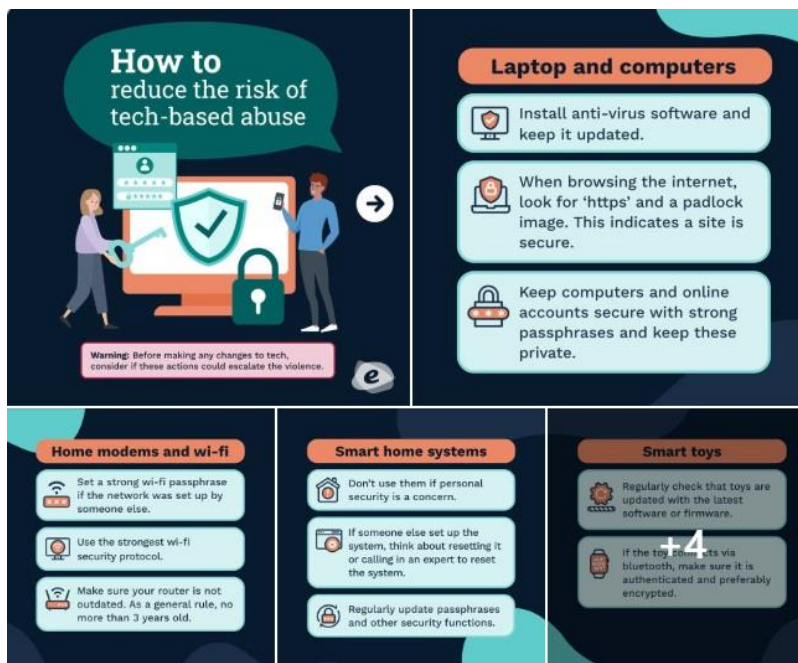 How to
reduce the risk of
tech-based abuse
Warning: Before making any changes to tech,
consider if these actions could escalate the violence.
e
Laptop and computers
Install anti-virus software and
keep it updated.
When browsing the internet,
look for ‘https’ and a padlock
image. This indicates a site is
secure.
Keep computers and online
accounts secure with strong
passphrases and keep these
private.
Home modems and wi-fi
Set a strong wi-fi passphrase
if the network was set up by
someone else.
Use the strongest wi-fi
security protocol.
Make sure your router is not
outdated. As a general rule, no
more than 3 years old.
Smart home systems
Don’t use them if personal
security is a concern.
If someone else set up the
system, think about resetting it
or calling in an expert to reset
the system.
Regularly update passphrases
and other security functions.
Smart toys
Regularly check that toys are
updated with the latest
software or firmware.
+4
If the toy connects via
bluetooth, make sure it is
authenticated and preferably
encrypted.